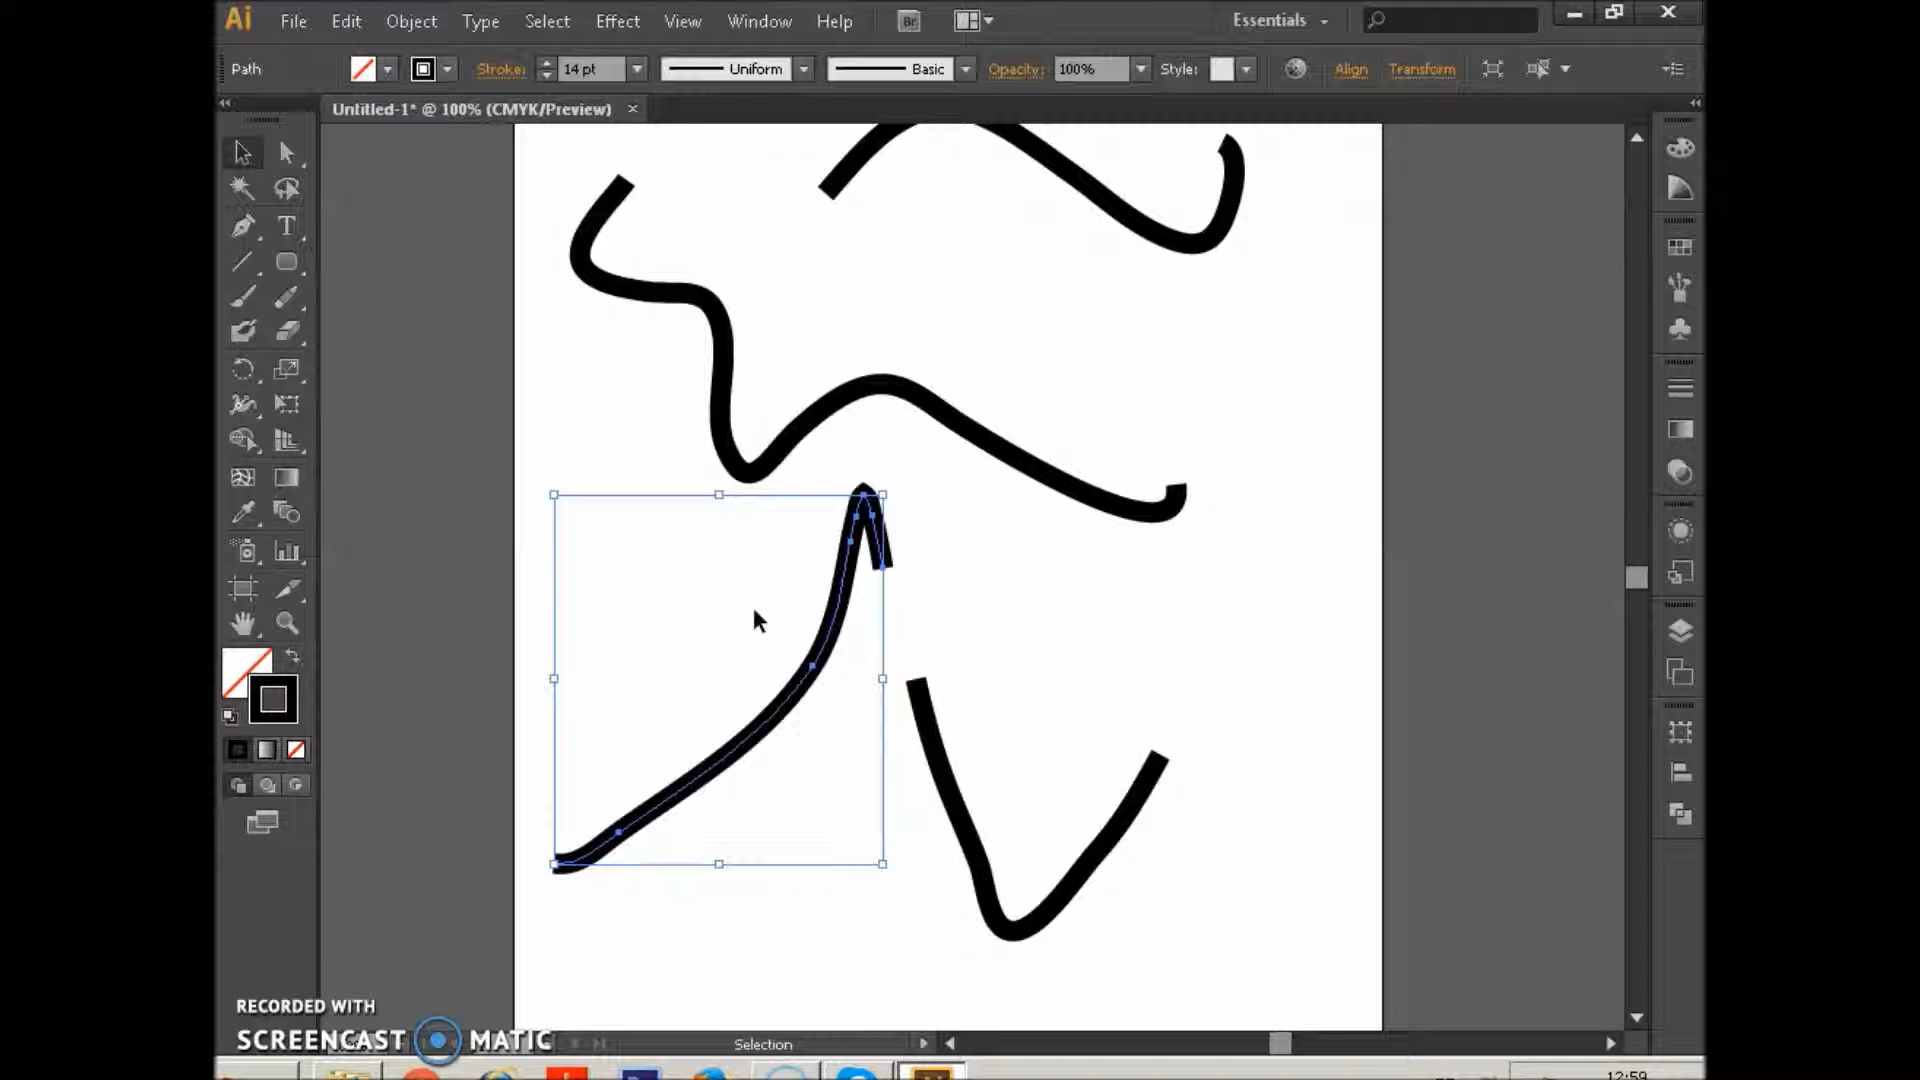 Ai File Edit Object Type Select Effect View Window Help Br Essentials
Path Stroke: 14 pt Uniform Basic Opacity: 100% Style: Align Transform
Untitled-1* @ 100% (CMYK/Preview)
T
RECORDED WITH
SCREENCAST MATIC
Selection
12:59